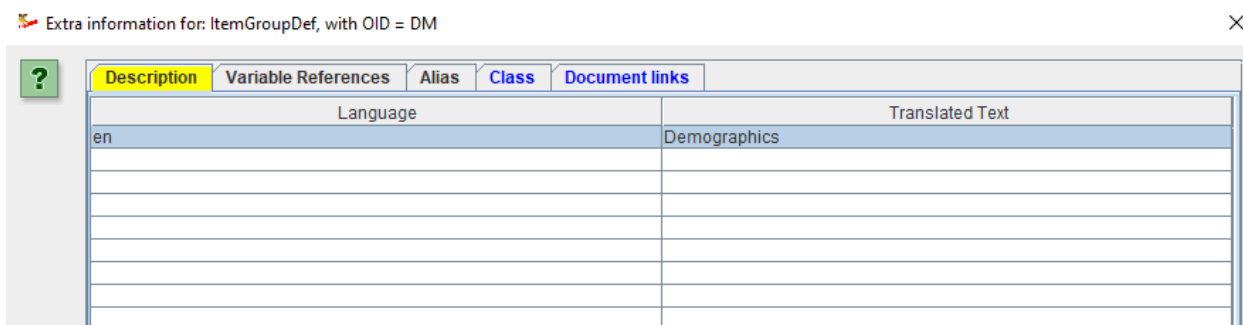 Extra information for: ItemGroupDef, with OID = DM
?
Description Variable References Alias Class Document links
Language Translated Text
en Demographics